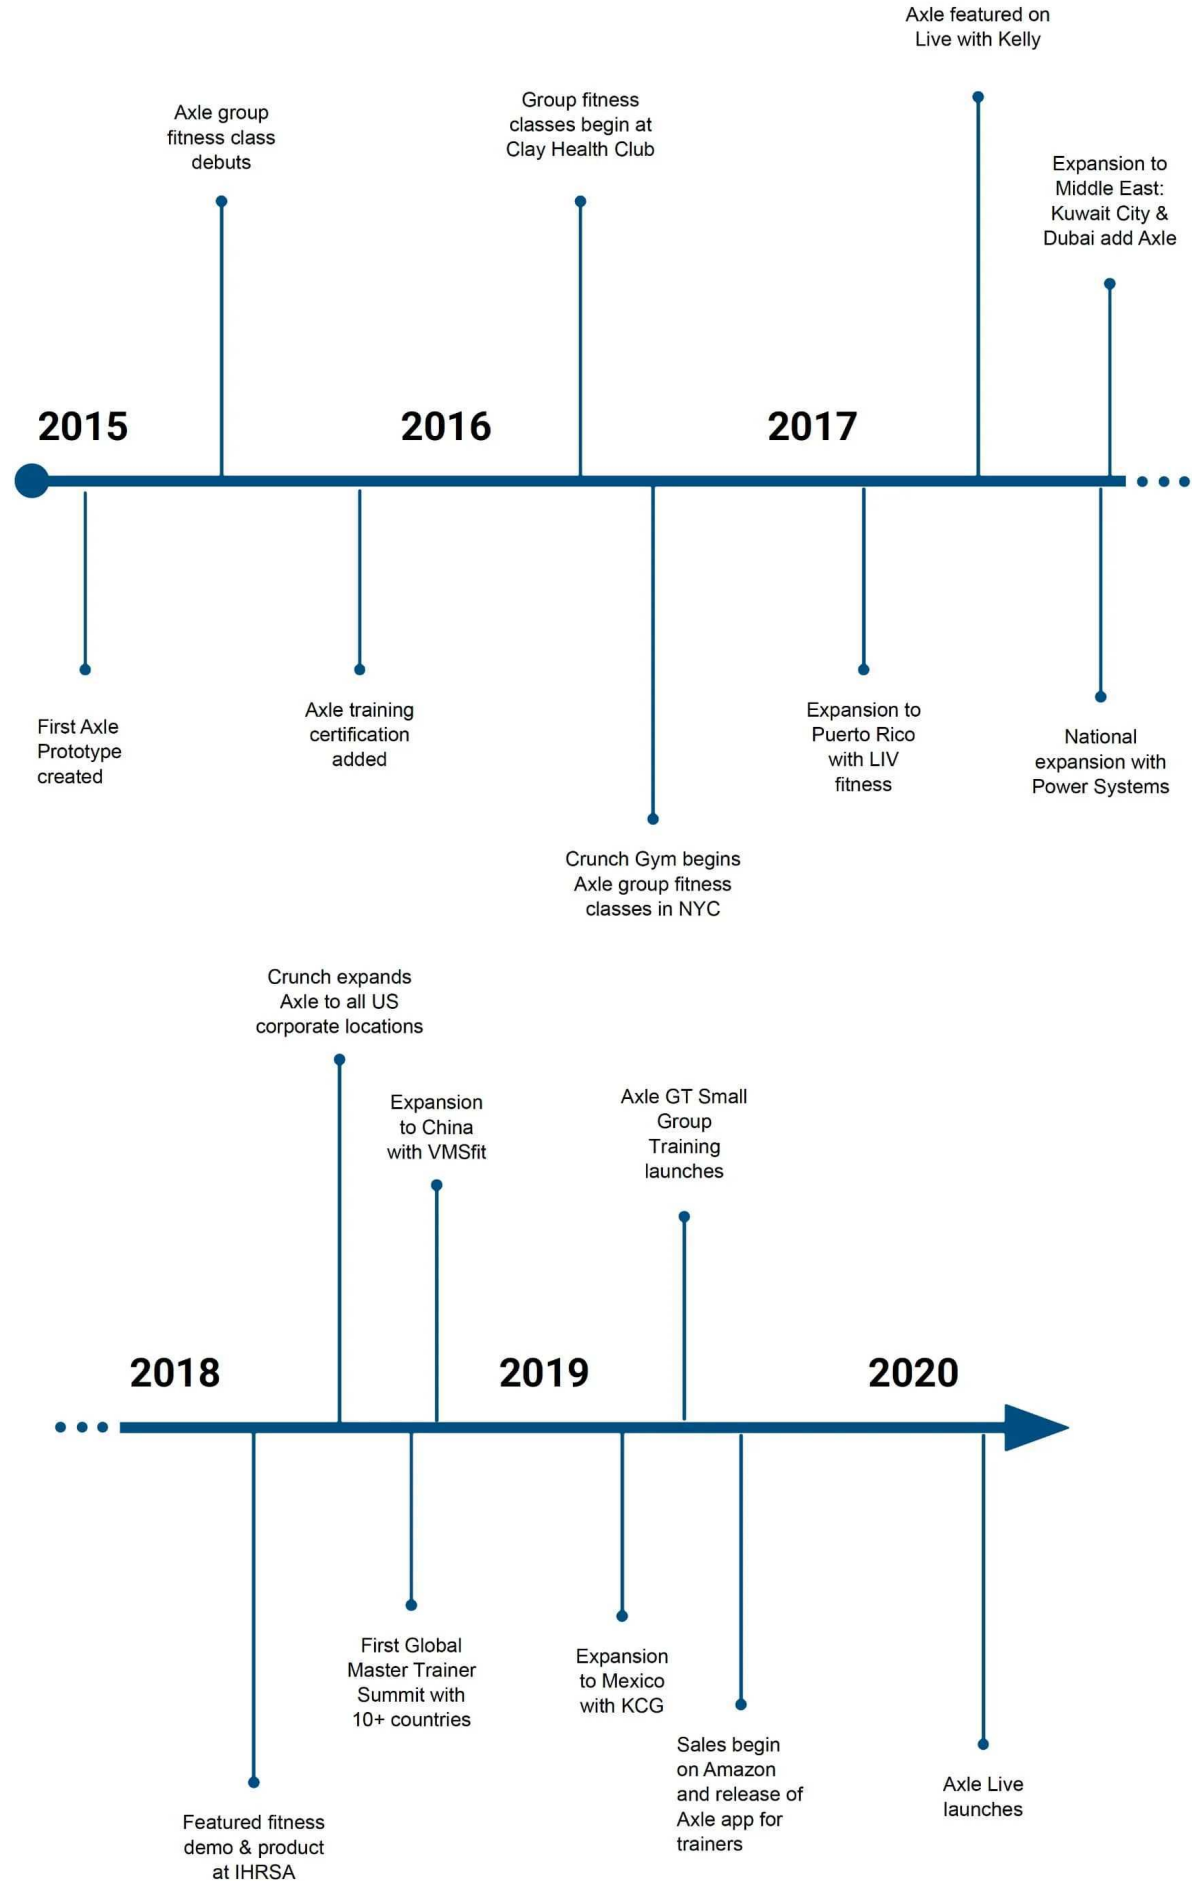 Axle featured on
Live with Kelly
Axle group
fitness class
debuts
Group fitness
classes begin at
Clay Health Club
Expansion to
Middle East:
Kuwait City &
Dubai add Axle
2015
2016
2017
First Axle
Prototype
created
Axle training
certification
added
Crunch Gym begins
Axle group fitness
classes in NYC
Expansion to
Puerto Rico
with LIV
fitness
National
expansion with
Power Systems
Crunch expands
Axle to all US
corporate locations
Expansion
to China
with VMSfit
Axle GT Small
Group
Training
launches
2018
2019
2020
Featured fitness
demo & product
at IHRSA
First Global
Master Trainer
Summit with
10+ countries
Expansion
to Mexico
with KCG
Sales begin
on Amazon
and release of
Axle app for
trainers
Axle Live
launches